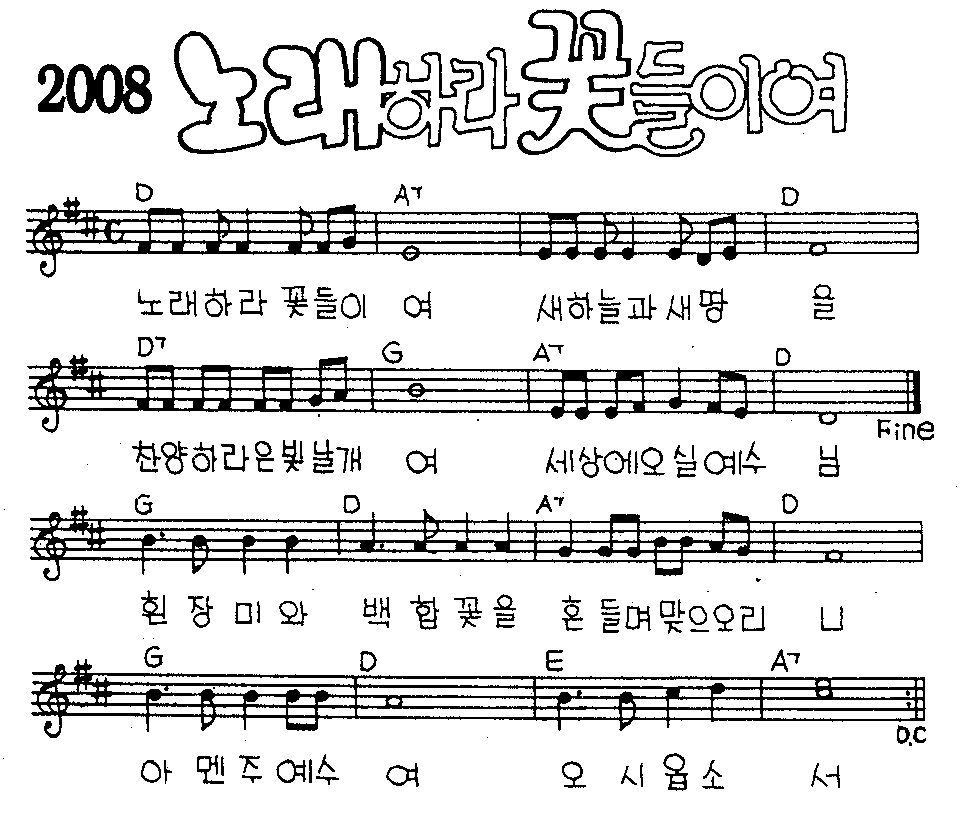 2008 노래하라 꽃들이여
D A7 D
노래하라 꽃들이 여 새하늘과 새 땅 을
D7 G A7 D
Fine
찬양하라은빛날개 여 세상에오실예수 님
G D A7 D
흰 장 미 와 백 합 꽃 을 흔 들며맞으오리 니
G D E A7
D.C
아 멘 주 예수 여 오 시 옵 소 서